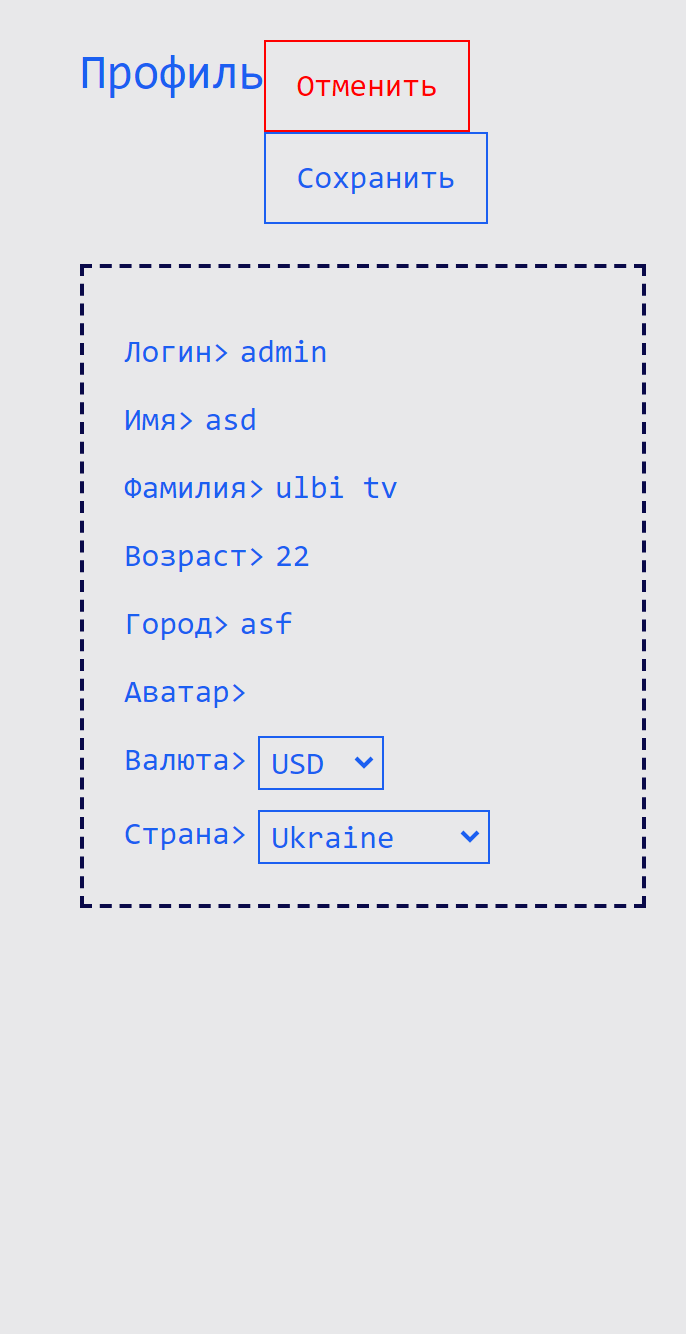 Профиль Отменить
Сохранить
Логин> admin
Имя> asd
Фамилия> ulbi tv
Возраст> 22
Город> asf
Аватар>
Валюта> USD
Страна> Ukraine